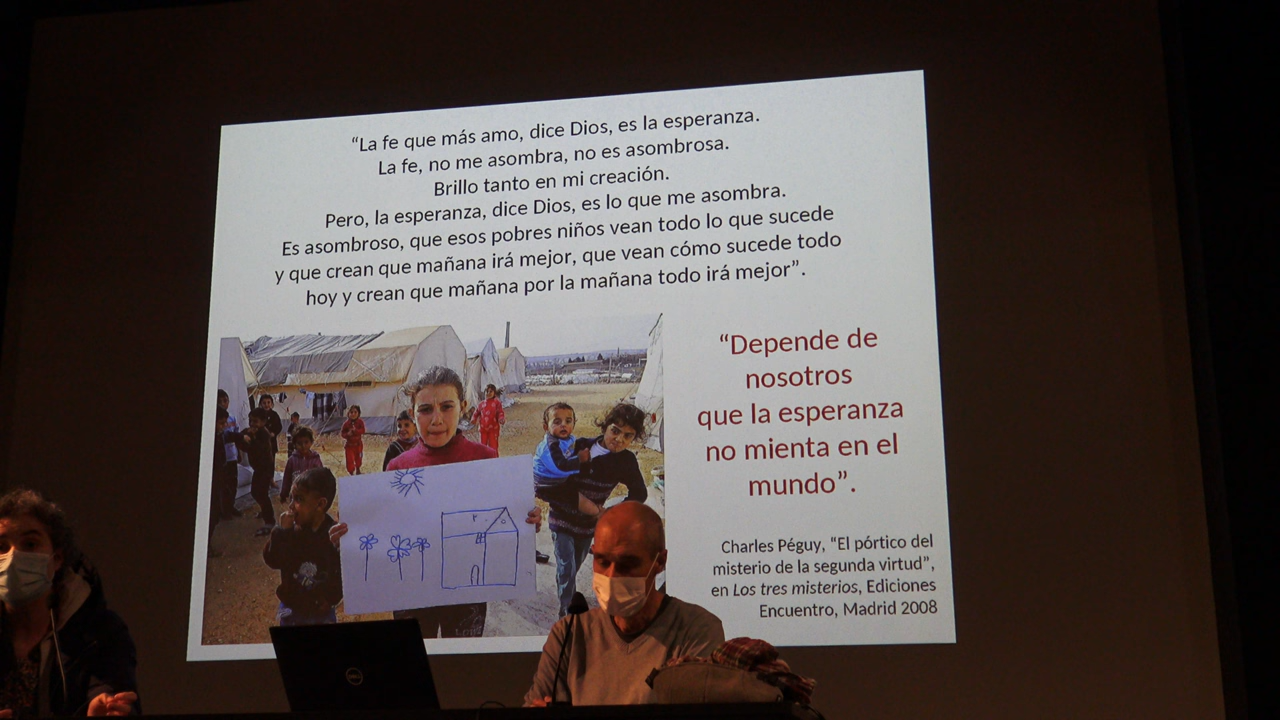 “La fe que más amo, dice Dios, es la esperanza.
La fe, no me asombra, no es asombrosa.
Brillo tanto en mi creación.
Pero, la esperanza, dice Dios, es lo que me asombra.
Es asombroso, que esos pobres niños vean todo lo que sucede
y que crean que mañana irá mejor, que vean cómo sucede todo
hoy y crean que mañana por la mañana todo irá mejor”.
“Depende de
nosotros
que la esperanza
no mienta en el
mundo”.
Charles Péguy, “El pórtico del
misterio de la segunda virtud”,
en Los tres misterios, Ediciones
Encuentro, Madrid 2008
DELL